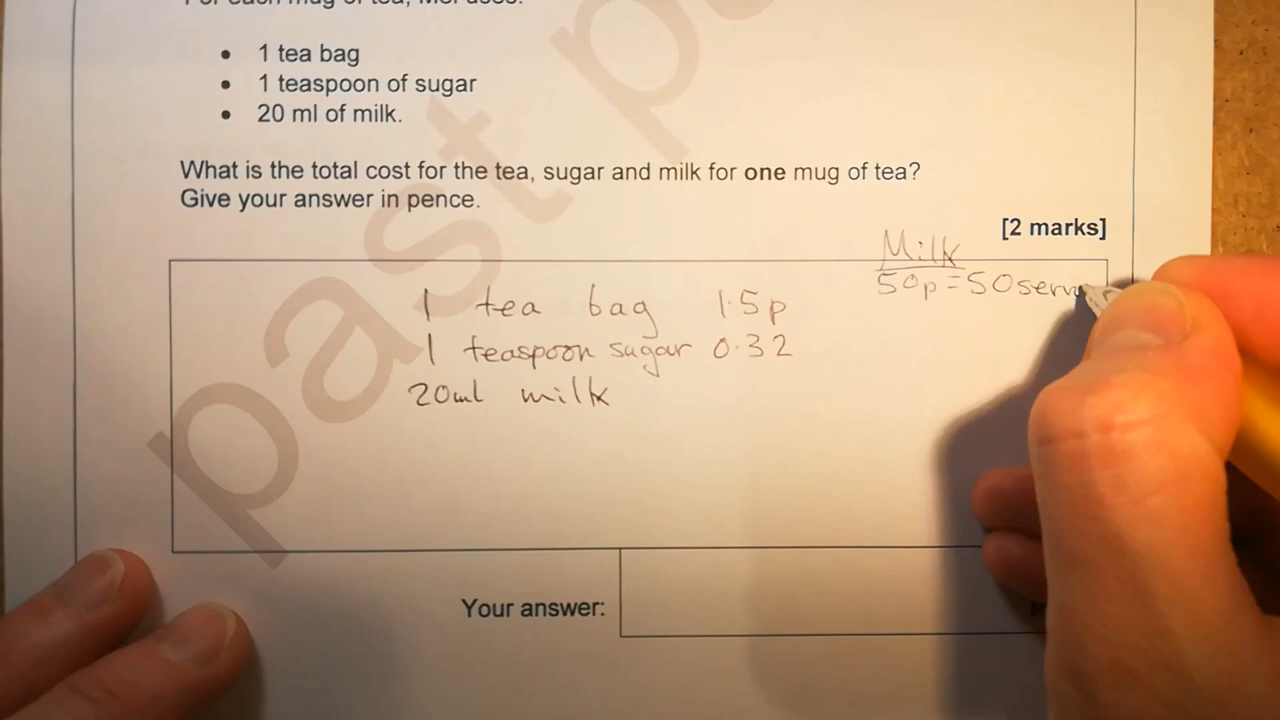 For each mug of tea, Mel uses:
• 1 tea bag
• 1 teaspoon of sugar
• 20 ml of milk.
What is the total cost for the tea, sugar and milk for one mug of tea?
Give your answer in pence.
[2 marks]
Milk
50p=50serv
1 tea bag 1.5p
1 teaspoon sugar 0.32
20ml milk
Your answer:
past pa